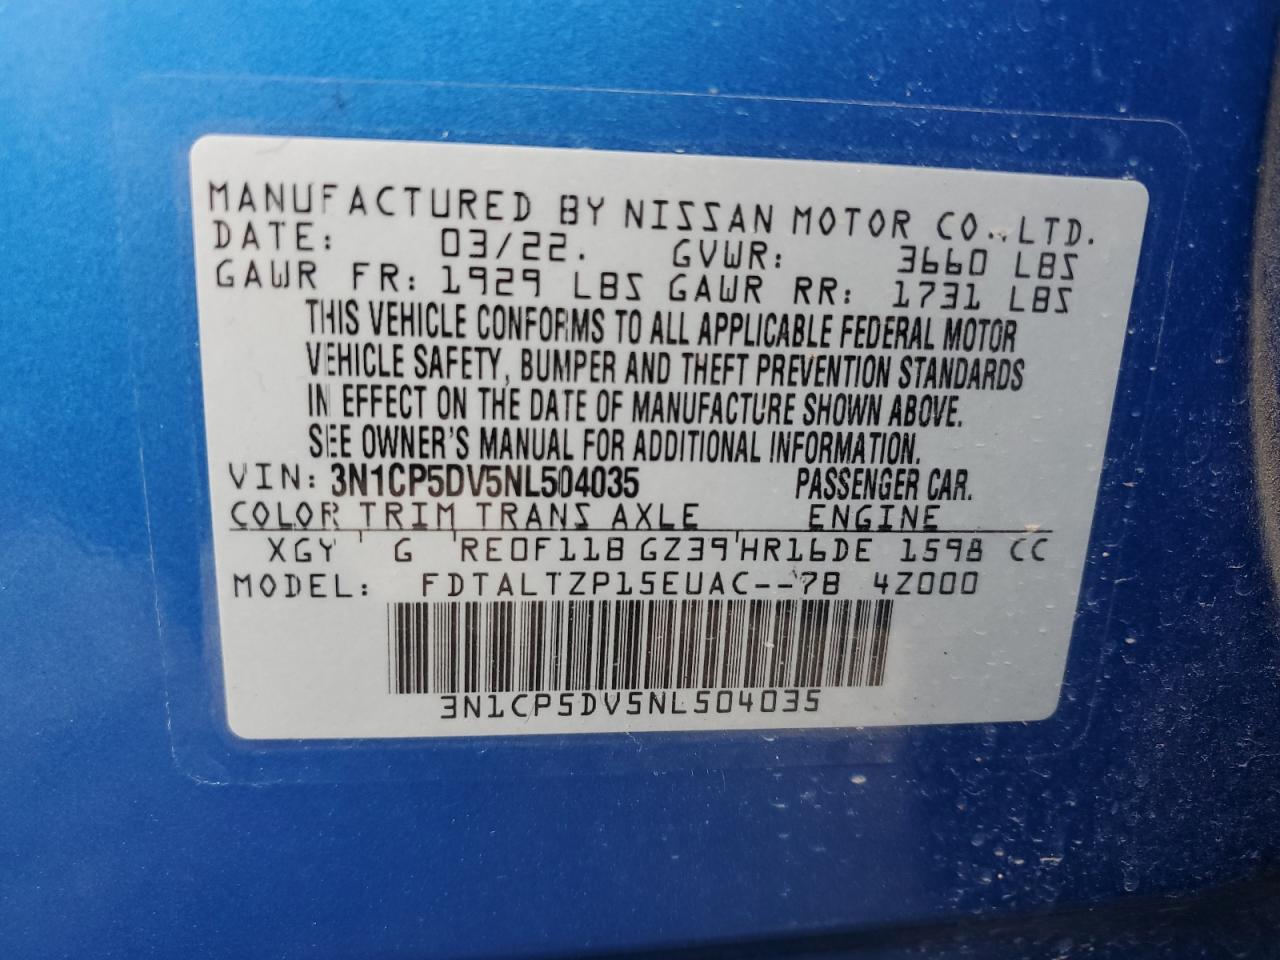 MANUFACTURED BY NISSAN MOTOR CO., LTD.
DATE: 03/22. GVWR: 3660 LBS
GAWR FR: 1929 LBS GAWR RR: 1731 LBS
THIS VEHICLE CONFORMS TO ALL APPLICABLE FEDERAL MOTOR
VEHICLE SAFETY, BUMPER AND THEFT PREVENTION STANDARDS
IN EFFECT ON THE DATE OF MANUFACTURE SHOWN ABOVE.
SEE OWNER'S MANUAL FOR ADDITIONAL INFORMATION.
VIN: 3N1CP5DV5NL504035 PASSENGER CAR.
COLOR TRIM TRANS AXLE ENGINE
XGY ' G ' RE0F11B GZ39'HR16DE 1598 CC
MODEL: FDTALTZP15EUAC--7B 4Z000
3N1CP5DV5NL504035